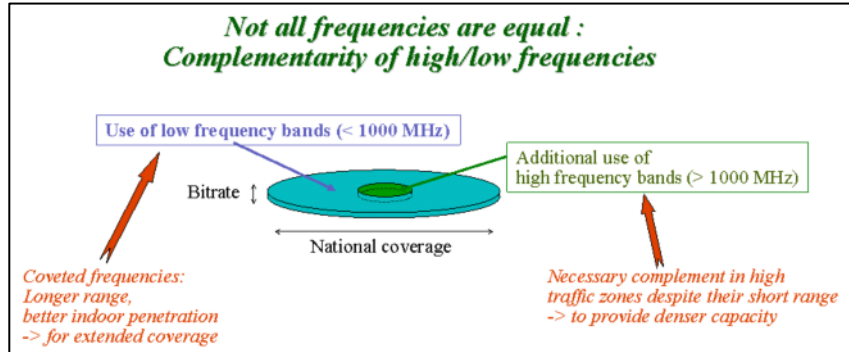 Not all frequencies are equal :
Complementarity of high/low frequencies
Use of low frequency bands (< 1000 MHz)
Additional use of
high frequency bands (> 1000 MHz)
Bitrate
National coverage
Coveted frequencies:
Longer range,
better indoor penetration
-> for extended coverage
Necessary complement in high
traffic zones despite their short range
-> to provide denser capacity